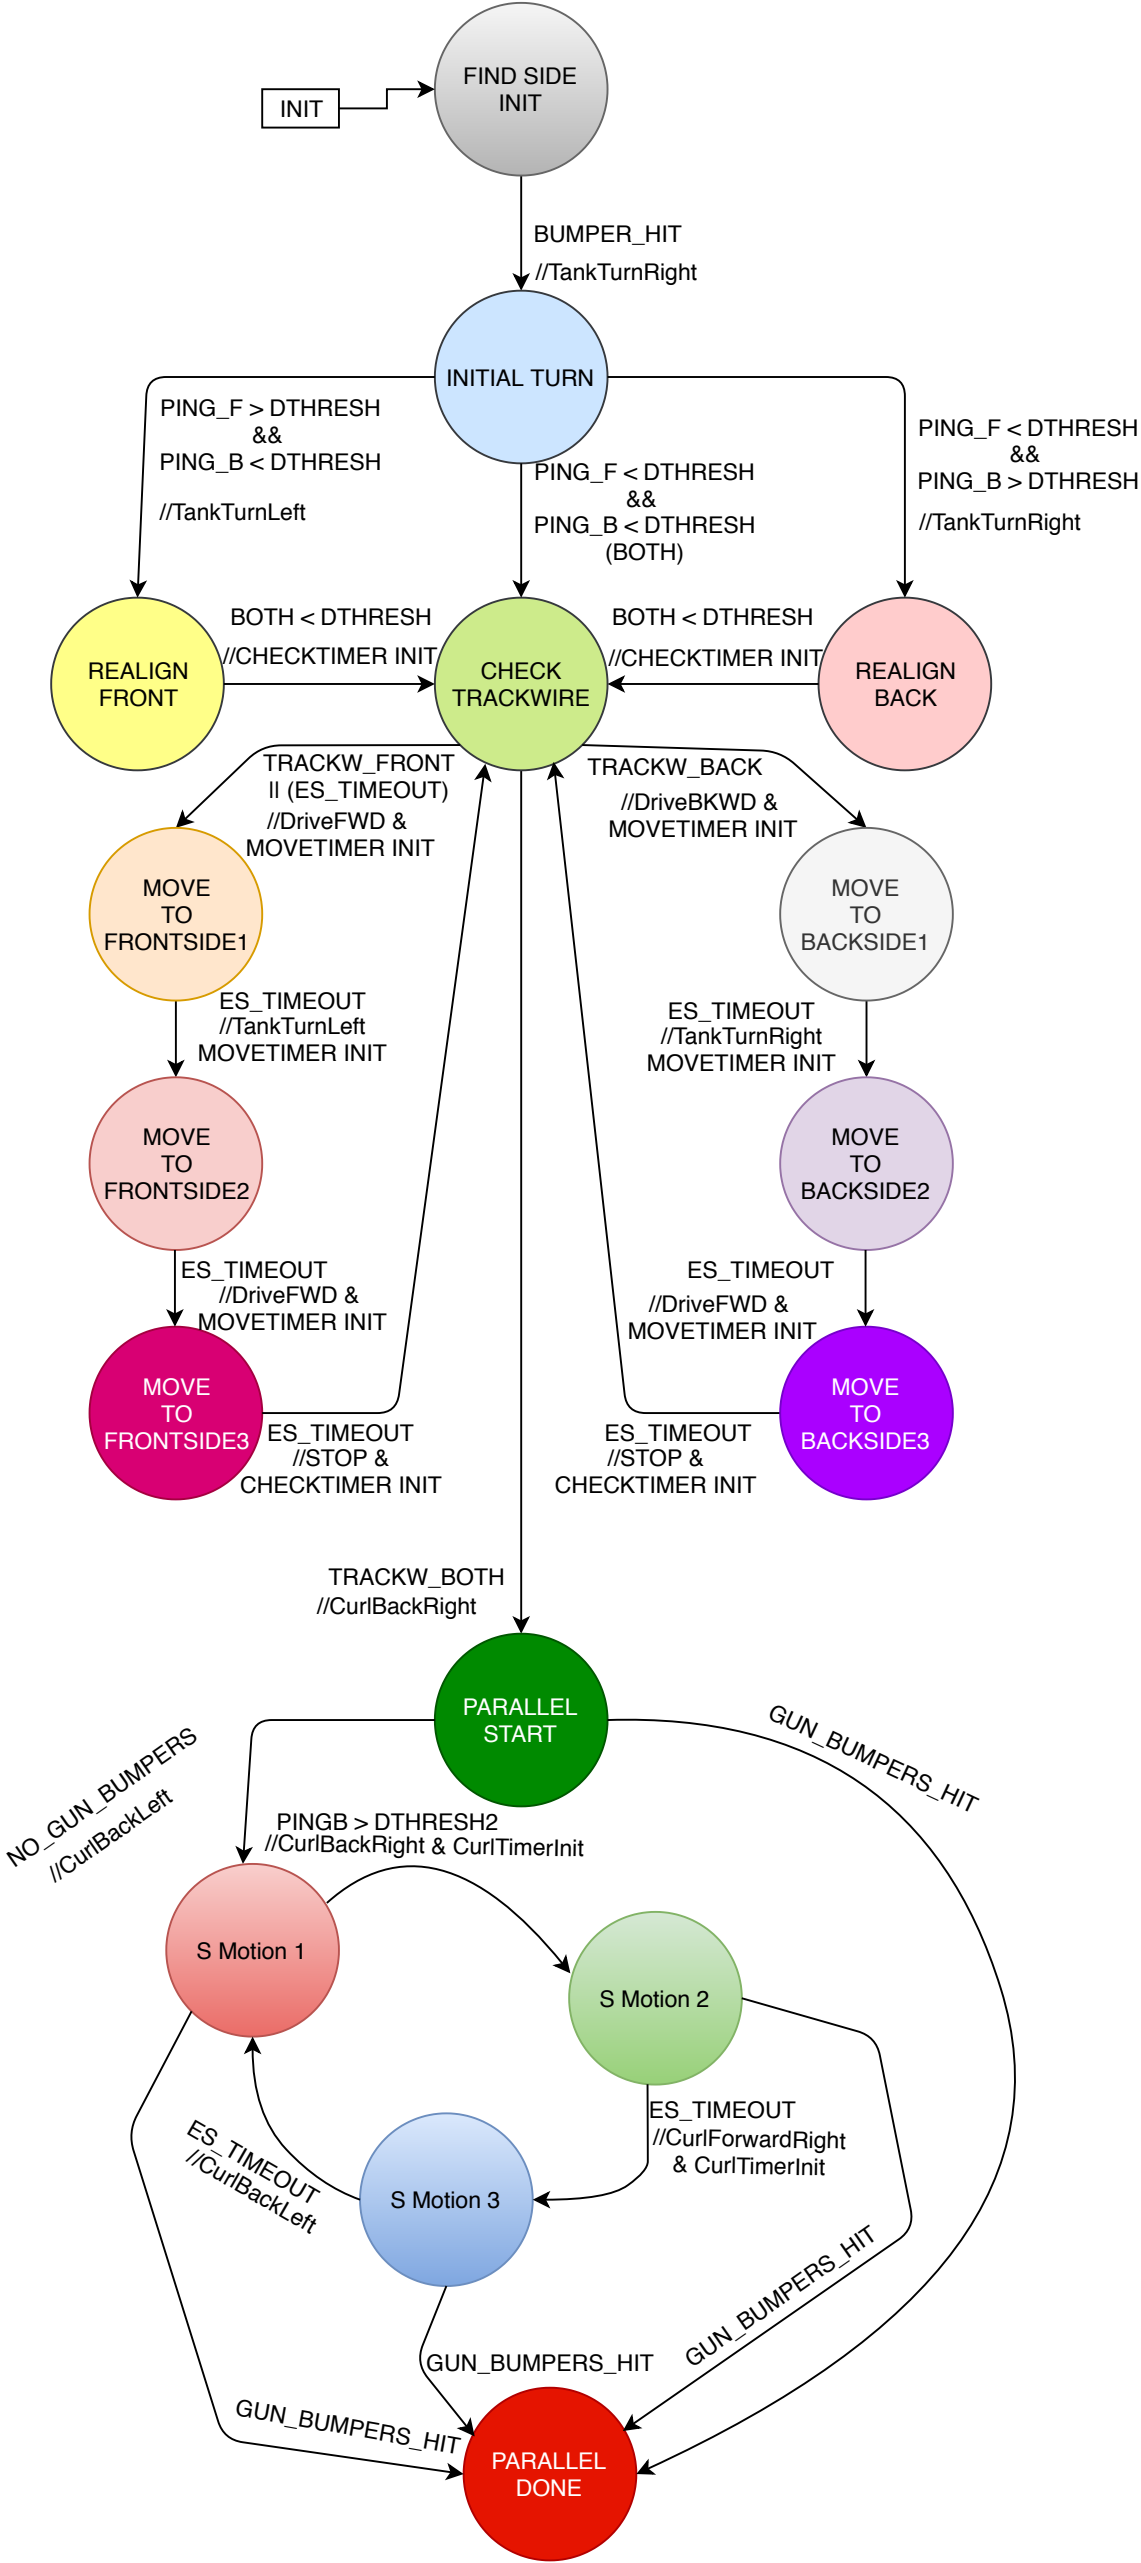 FIND SIDE
INIT
INIT
BUMPER_HIT
//TankTurnRight
INITIAL TURN
PING_F > DTHRESH
&&
PING_B < DTHRESH
//TankTurnLeft
PING_F < DTHRESH
&&
PING_B < DTHRESH
(BOTH)
PING_F < DTHRESH
&&
PING_B > DTHRESH
//TankTurnRight
REALIGN
FRONT
BOTH < DTHRESH
//CHECKTIMER INIT
CHECK
TRACKWIRE
BOTH < DTHRESH
//CHECKTIMER INIT
REALIGN
BACK
TRACKW_FRONT
|| (ES_TIMEOUT)
//DriveFWD &
MOVETIMER INIT
TRACKW_BACK
//DriveBKWD &
MOVETIMER INIT
MOVE
TO
FRONTSIDE1
MOVE
TO
BACKSIDE1
ES_TIMEOUT
//TankTurnLeft
MOVETIMER INIT
ES_TIMEOUT
//TankTurnRight
MOVETIMER INIT
MOVE
TO
FRONTSIDE2
MOVE
TO
BACKSIDE2
ES_TIMEOUT
//DriveFWD &
MOVETIMER INIT
ES_TIMEOUT
//DriveFWD &
MOVETIMER INIT
MOVE
TO
FRONTSIDE3
MOVE
TO
BACKSIDE3
ES_TIMEOUT
//STOP &
CHECKTIMER INIT
ES_TIMEOUT
//STOP &
CHECKTIMER INIT
TRACKW_BOTH
//CurlBackRight
PARALLEL
START
NO_GUN_BUMPERS
//CurlBackLeft
GUN_BUMPERS_HIT
PINGB > DTHRESH2
//CurlBackRight & CurlTimerInit
S Motion 1
S Motion 2
ES_TIMEOUT
//CurlForwardRight
& CurlTimerInit
ES_TIMEOUT
//CurlBackLeft
S Motion 3
GUN_BUMPERS_HIT
GUN_BUMPERS_HIT
GUN_BUMPERS_HIT
PARALLEL
DONE